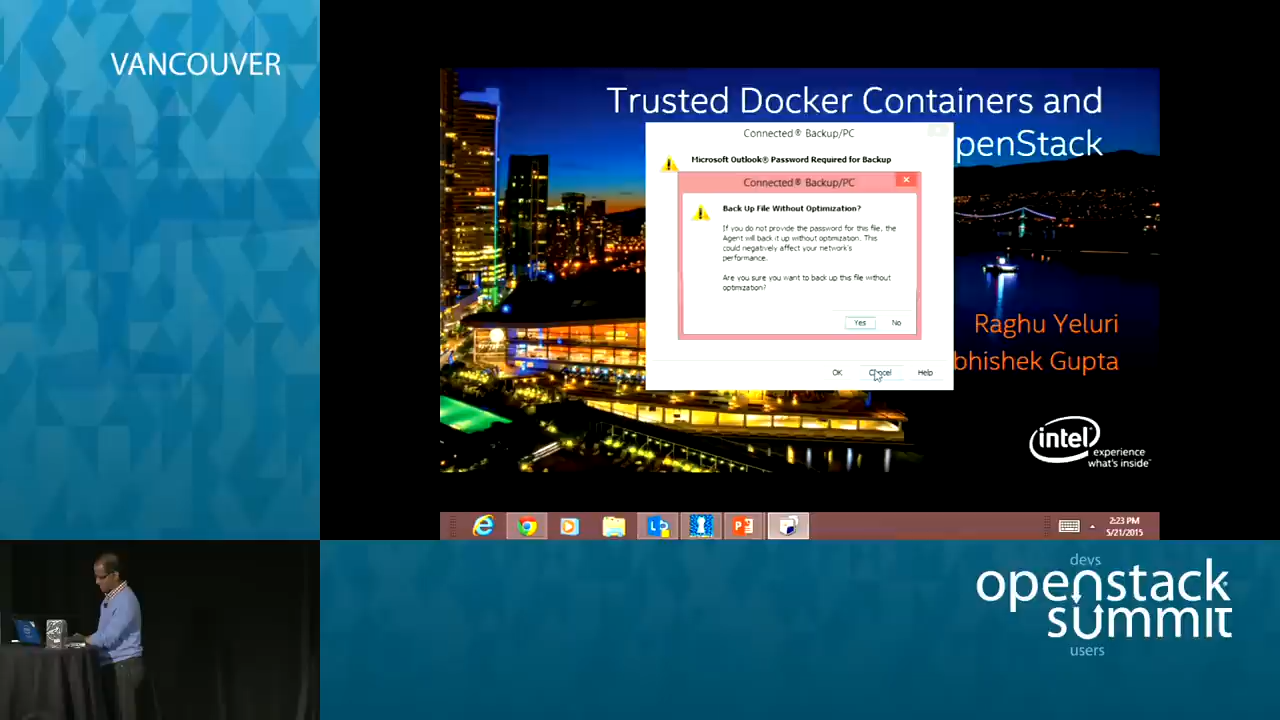 VANCOUVER
Trusted Docker Containers and
penStack
Connected® Backup/PC
Microsoft Outlook® Password Required for Backup
Connected® Backup/PC
Back Up File Without Optimization?
If you do not provide the password for this file, the
Agent will back it up without optimization. This
could negatively affect your network's
performance.
Are you sure you want to back up this file without
optimization?
Yes No
OK Cancel Help
Raghu Yeluri
bhishek Gupta
intel
experience
what's inside™
2:23 PM
5/21/2015
devs
openstack
summit
users